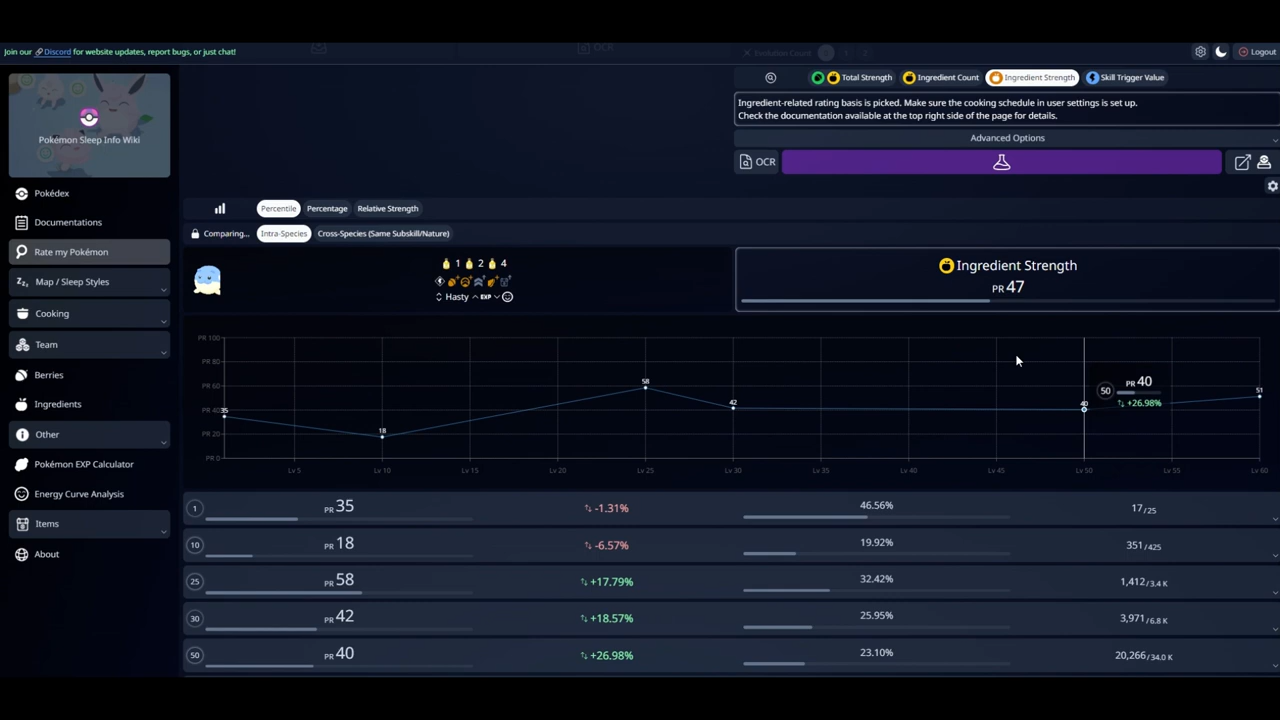 Join our Discord for website updates, report bugs, or just chat!
Logout
Total Strength
Ingredient Count
Ingredient Strength
Skill Trigger Value
Ingredient-related rating basis is picked. Make sure the cooking schedule in user settings is set up.
Check the documentation available at the top right side of the page for details.
Advanced Options
OCR
Pokémon Sleep Info Wiki
Pokédex
Documentations
Rate my Pokémon
Map / Sleep Styles
Cooking
Team
Berries
Ingredients
Other
Pokémon EXP Calculator
Energy Curve Analysis
Items
About
Percentile Percentage Relative Strength
Comparing... Intra-Species Cross-Species (Same Subskill/Nature)
1 2 4
Hasty EXP
Ingredient Strength
PR 47
PR 100
PR 80
PR 60
PR 40
PR 20
PR 0
35
18
58
42
40
51
50 PR 40
+26.98%
Lv 5 Lv 10 Lv 15 Lv 20 Lv 25 Lv 30 Lv 35 Lv 40 Lv 45 Lv 50 Lv 55 Lv 60
1 PR 35 -1.31% 46.56% 17/25
10 PR 18 -6.57% 19.92% 351/425
25 PR 58 +17.79% 32.42% 1,412/3.4 K
30 PR 42 +18.57% 25.95% 3,971/6.8 K
50 PR 40 +26.98% 23.10% 20,266/34.0 K